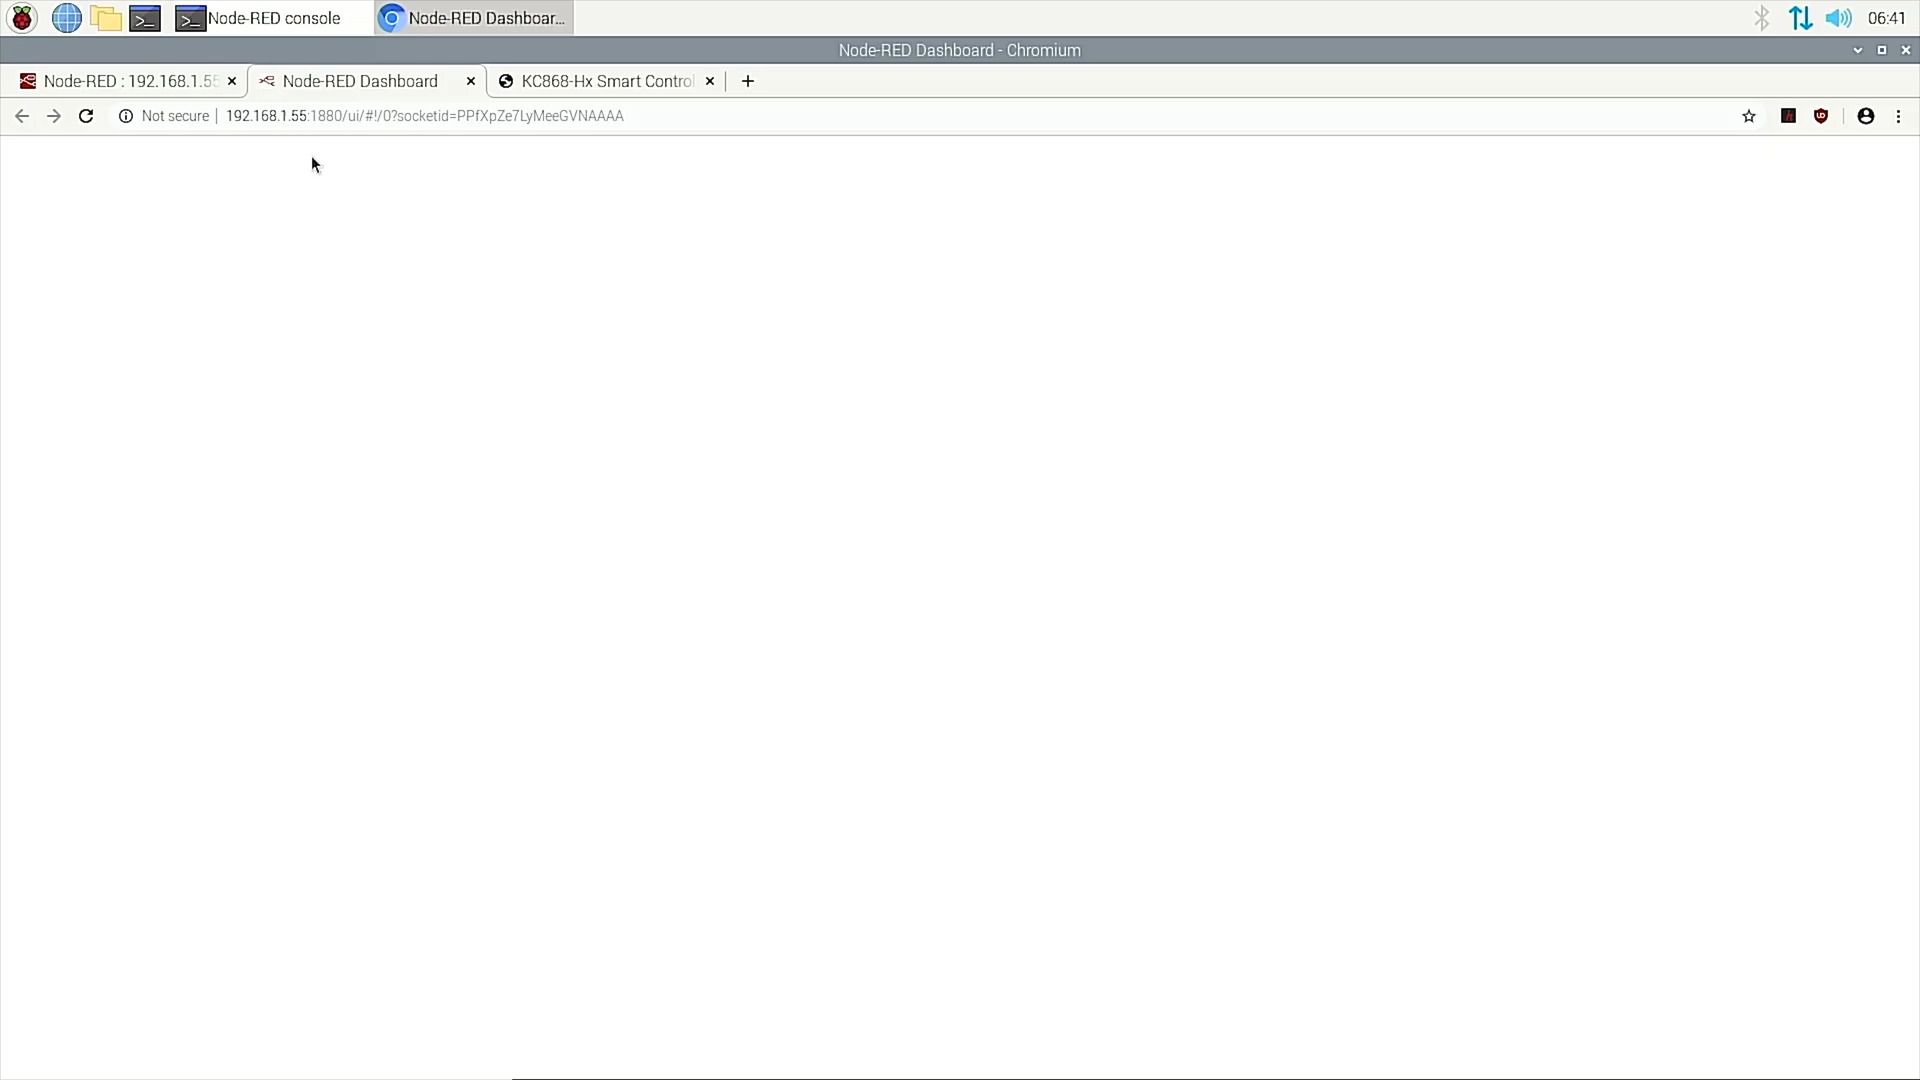 Node-RED console
Node-RED Dashboar...
06:41
Node-RED Dashboard - Chromium
Node-RED : 192.168.1.55
Node-RED Dashboard
KC868-Hx Smart Control
Not secure
192.168.1.55:1880/ui/#!/0?socketid=PPfXpZe7LyMeeGVNAAAA